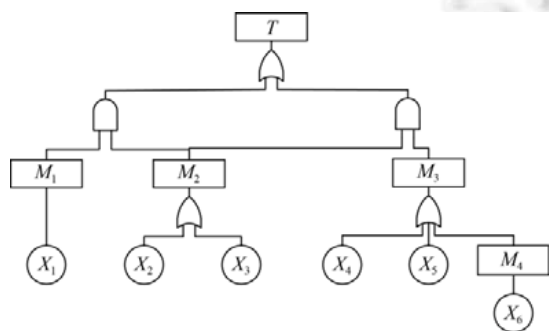 T
M₁ M₂ M₃
X₁ X₂ X₃ X₄ X₅ M₄
X₆